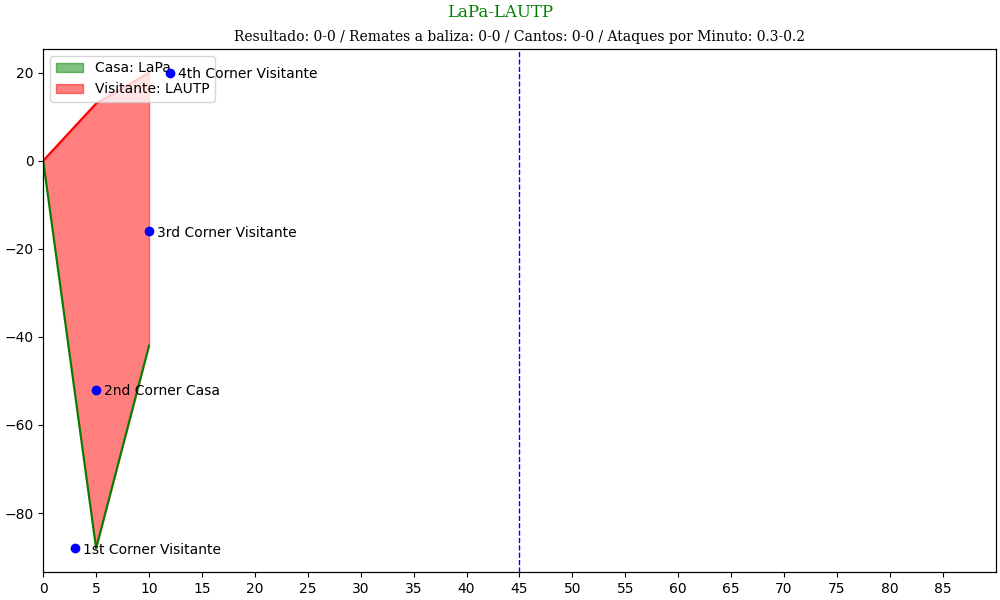 LaPa-LAUTP
Resultado: 0-0 / Remates a baliza: 0-0 / Cantos: 0-0 / Ataques por Minuto: 0.3-0.2
Casa: LaPa
Visitante: LAUTP
4th Corner Visitante
3rd Corner Visitante
2nd Corner Casa
1st Corner Visitante
20
0
−20
−40
−60
−80
0 5 10 15 20 25 30 35 40 45 50 55 60 65 70 75 80 85